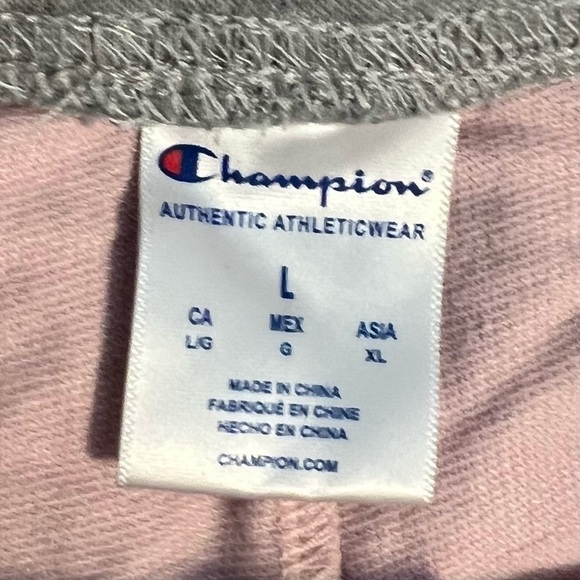 Champion®
AUTHENTIC ATHLETICWEAR
L
CA MEX ASIA
L/G G XL
MADE IN CHINA
FABRIQUÉ EN CHINE
HECHO EN CHINA
CHAMPION.COM